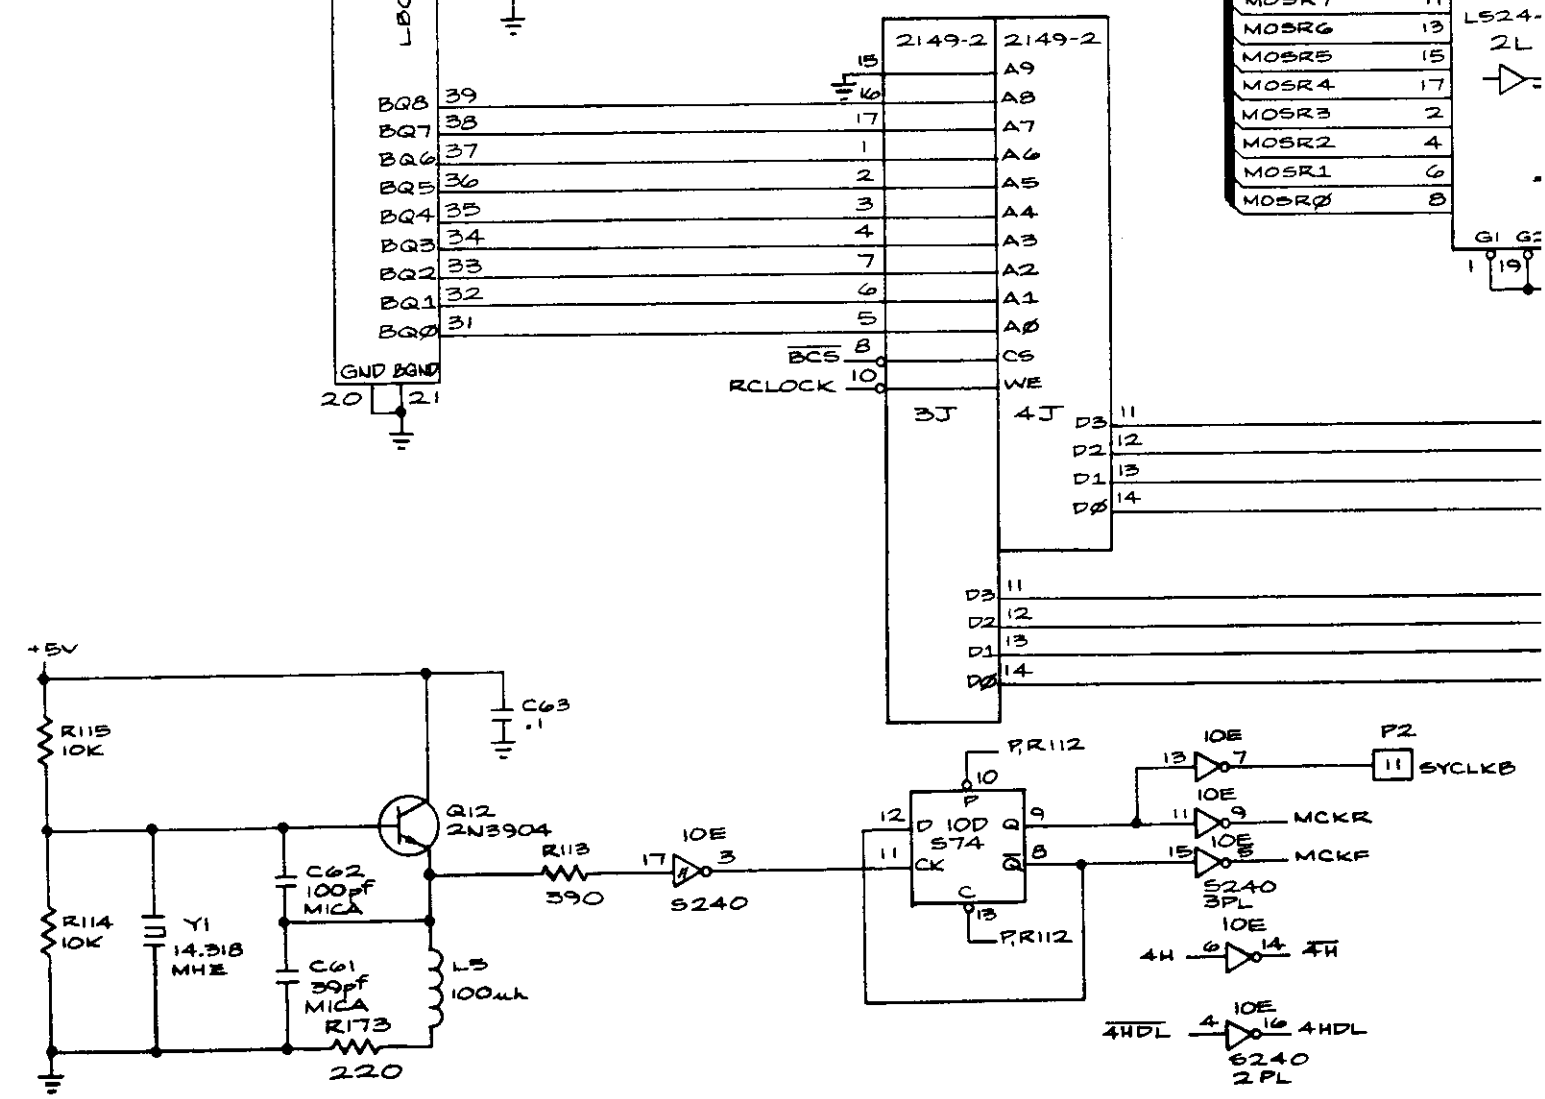 LBC
BQ8 39
BQ7 38
BQ6 37
BQ5 36
BQ4 35
BQ3 34
BQ2 33
BQ1 32
BQØ 31
GND BGND
20 21
2149-2 2149-2
15 A9
16 A8
17 A7
1 A6
2 A5
3 A4
4 A3
7 A2
6 A1
5 AØ
BCS 8 CS
RCLOCK 10 WE
3J 4J
D3 11
D2 12
D1 13
DØ 14
D3 11
D2 12
D1 13
DØ 14
MOSR7 11
MOSR6 13
MOSR5 15
MOSR4 17
MOSR3 2
MOSR2 4
MOSR1 6
MOSRØ 8
LS24
2L
G1 G2
1 19
+5V
R115
10K
C63
.1
Q12
2N3904
R114
10K
Y1
14.318
MHZ
C62
100pf
MICA
C61
39pf
MICA
L3
100uh
R173
220
R113
390
10E
17 3
S240
P,R112
10
P
12 D 10D Q 9
S74
11 CK Q 8
C
13
P,R112
10E
13 7
P2
11 SYCLKB
10E
11 9 MCKR
10E
15 5 MCKF
S240
3PL
10E
4H 6 14 4H
10E
4HDL 4 16 4HDL
S240
2PL